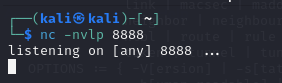 (kali㉿kali)-[~]
$ nc -nvlp 8888
listening on [any] 8888 ...